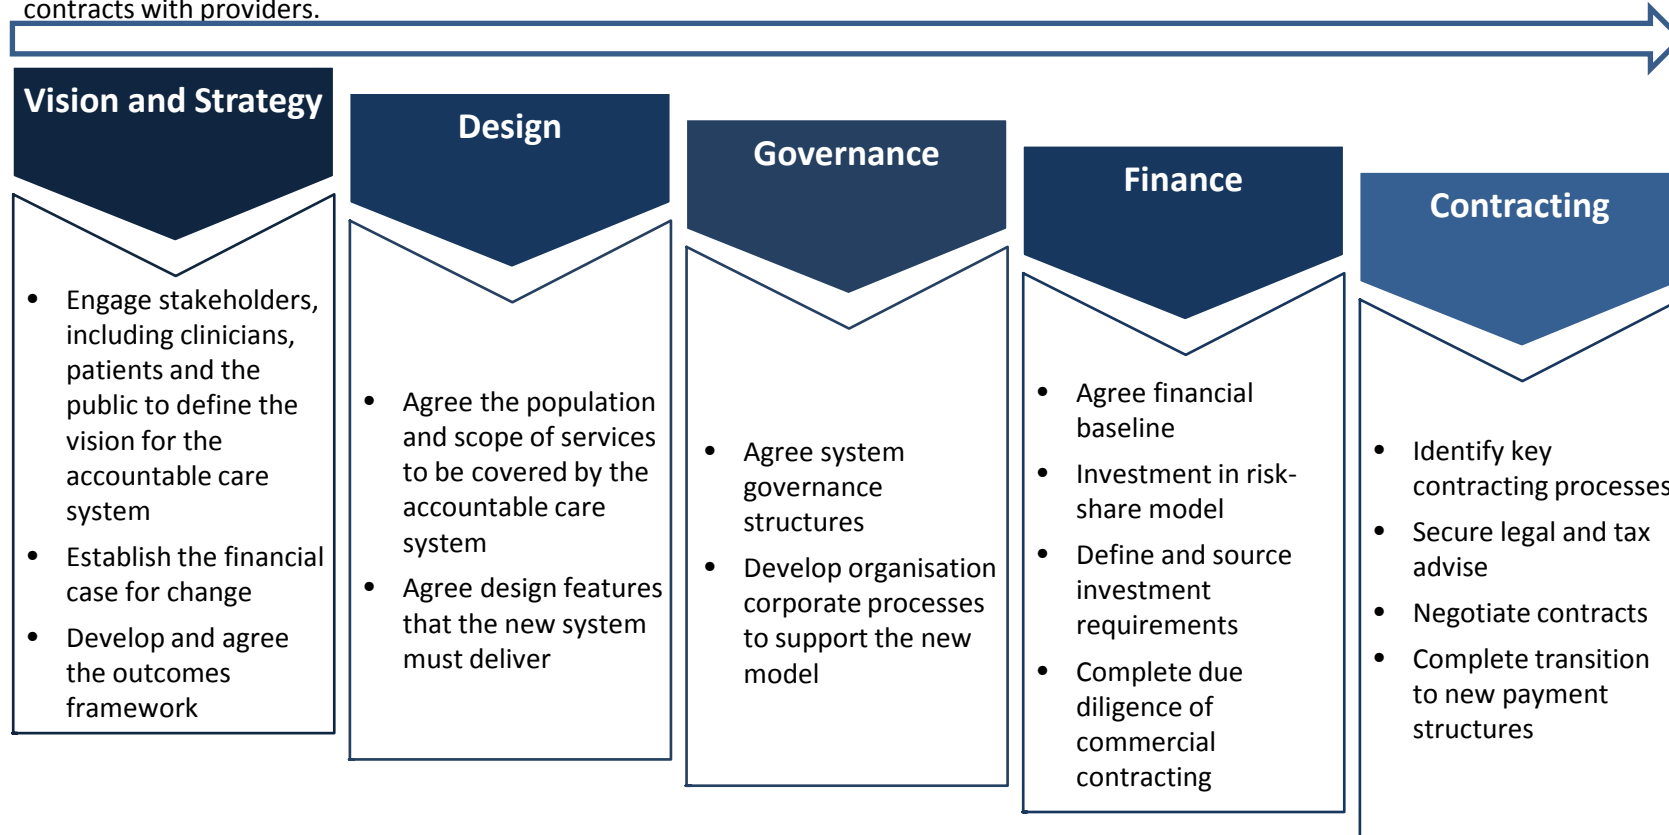 contracts with providers.
Vision and Strategy
• Engage stakeholders,
including clinicians,
patients and the
public to define the
vision for the
accountable care
system
• Establish the financial
case for change
• Develop and agree
the outcomes
framework
Design
• Agree the population
and scope of services
to be covered by the
accountable care
system
• Agree design features
that the new system
must deliver
Governance
• Agree system
governance
structures
• Develop organisation
corporate processes
to support the new
model
Finance
• Agree financial
baseline
• Investment in risk-
share model
• Define and source
investment
requirements
• Complete due
diligence of
commercial
contracting
Contracting
• Identify key
contracting processes
• Secure legal and tax
advise
• Negotiate contracts
• Complete transition
to new payment
structures